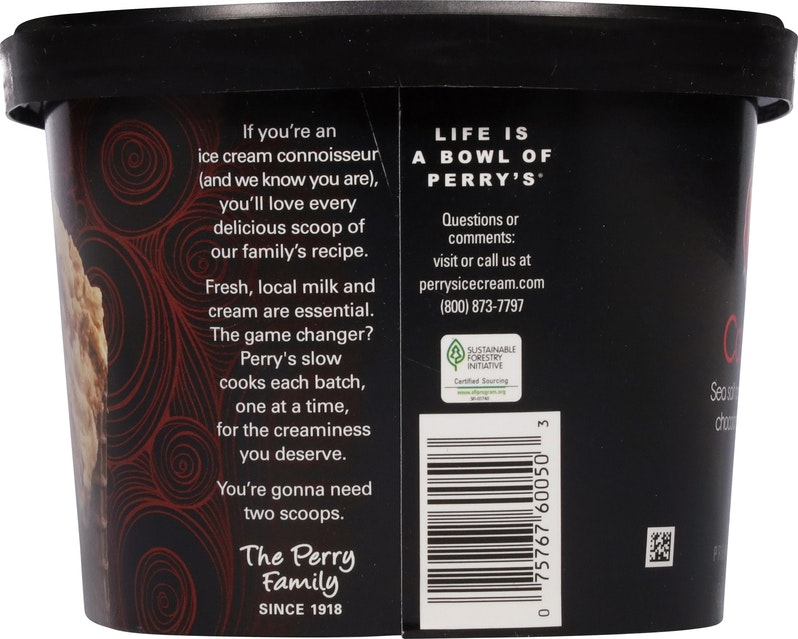 If you're an
ice cream connoisseur
(and we know you are),
you'll love every
delicious scoop of
our family's recipe.
Fresh, local milk and
cream are essential.
The game changer?
Perry's slow
cooks each batch,
one at a time,
for the creaminess
you deserve.
You're gonna need
two scoops.
The Perry
Family
SINCE 1918
LIFE IS
A BOWL OF
PERRY'S®
Questions or
comments:
visit or call us at
perrysicecream.com
(800) 873-7797
SUSTAINABLE
FORESTRY
INITIATIVE
Certified Sourcing
www.sfiprogram.org
0 75767 60050 3
Sea